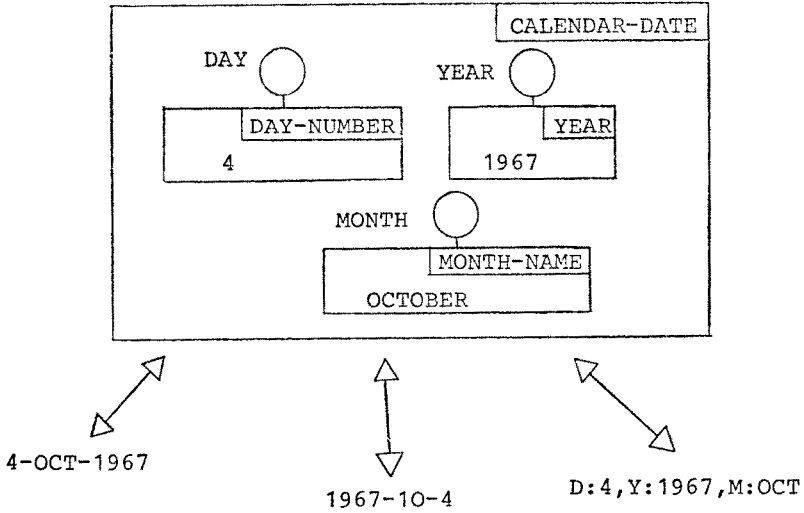 CALENDAR-DATE
DAY
YEAR
DAY-NUMBER
YEAR
4
1967
MONTH
MONTH-NAME
OCTOBER
4-OCT-1967
1967-10-4
D:4,Y:1967,M:OCT